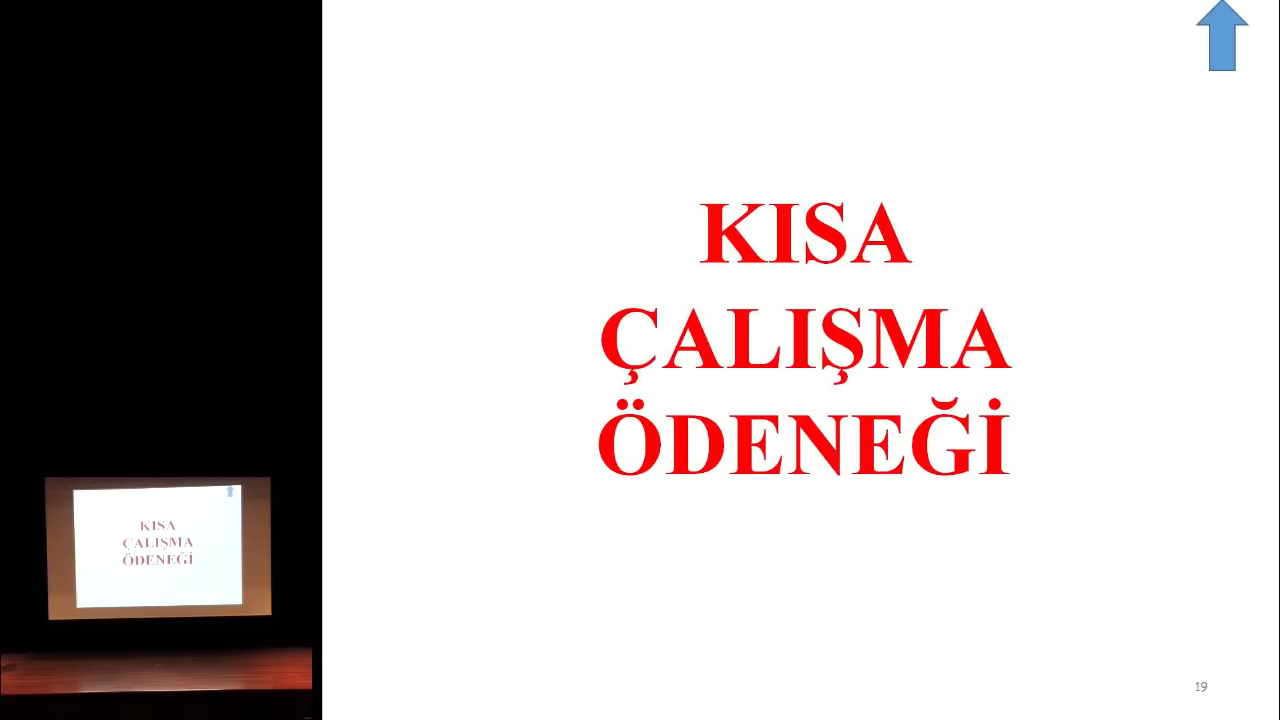 KISA
ÇALIŞMA
ÖDENEĞİ
19
KISA
ÇALIŞMA
ÖDENEĞİ